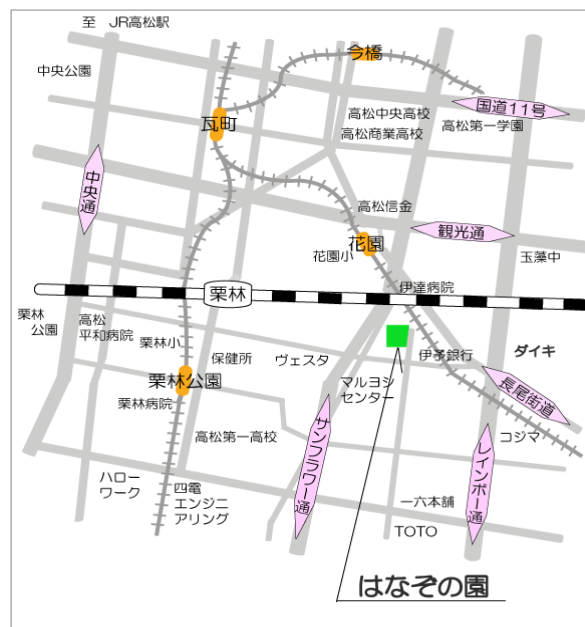 至 JR高松駅
今橋
中央公園
国道11号
高松中央高校
高松商業高校
高松第一学園
瓦町
中央通
高松信金
観光通
花園
花園小
玉藻中
伊達病院
栗林
栗林
公園
高松
平和病院
栗林小
保健所
ヴェスタ
伊予銀行
ダイキ
栗林公園
マルヨシ
センター
長尾街道
栗林病院
サンフラワー通
高松第一高校
レインボー通
コジマ
ハロー
ワーク
四電
エンジニ
アリング
一六本舗
TOTO
はなぞの園